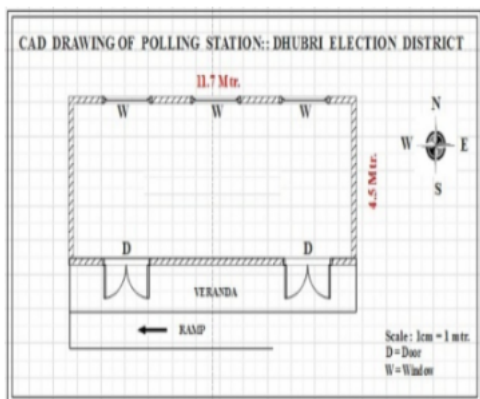 CAD DRAWING OF POLLING STATION:: DHUBRI ELECTION DISTRICT
11.7 Mtr.
W W W
N
W E
S
4.5 Mtr.
D D
VERANDA
RAMP
Scale: 1cm = 1 mtr.
D=Door
W=Window